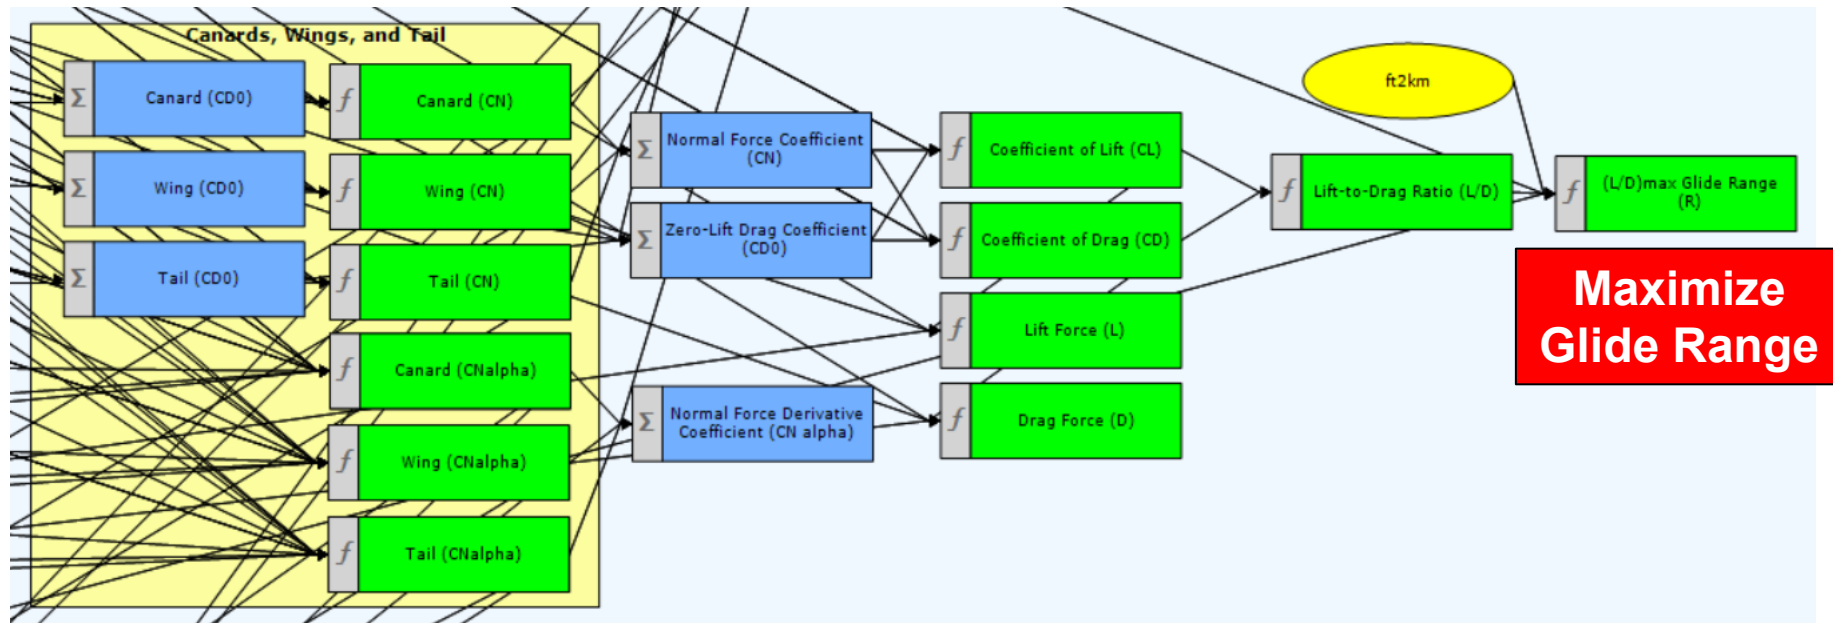 Canards, Wings, and Tail
Σ
Canard (CD0)
f
Canard (CN)
Σ
Wing (CD0)
f
Wing (CN)
Σ
Tail (CD0)
f
Tail (CN)
f
Canard (CNalpha)
f
Wing (CNalpha)
f
Tail (CNalpha)
Σ
Normal Force Coefficient
(CN)
Σ
Zero-Lift Drag Coefficient
(CD0)
Σ
Normal Force Derivative
Coefficient (CN alpha)
f
Coefficient of Lift (CL)
f
Coefficient of Drag (CD)
f
Lift Force (L)
f
Drag Force (D)
ft2km
f
Lift-to-Drag Ratio (L/D)
f
(L/D)max Glide Range
(R)
Maximize
Glide Range